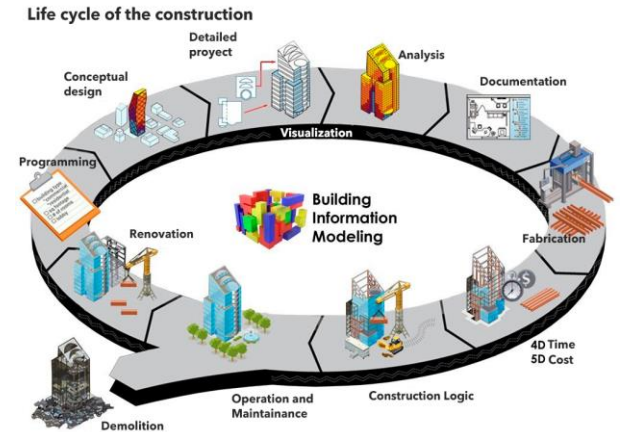 Life cycle of the construction
Detailed
proyect
Analysis
Conceptual
design
Documentation
Visualization
Programming
Building
Information
Modeling
Renovation
Fabrication
4D Time
5D Cost
Construction Logic
Operation and
Maintainance
Demolition